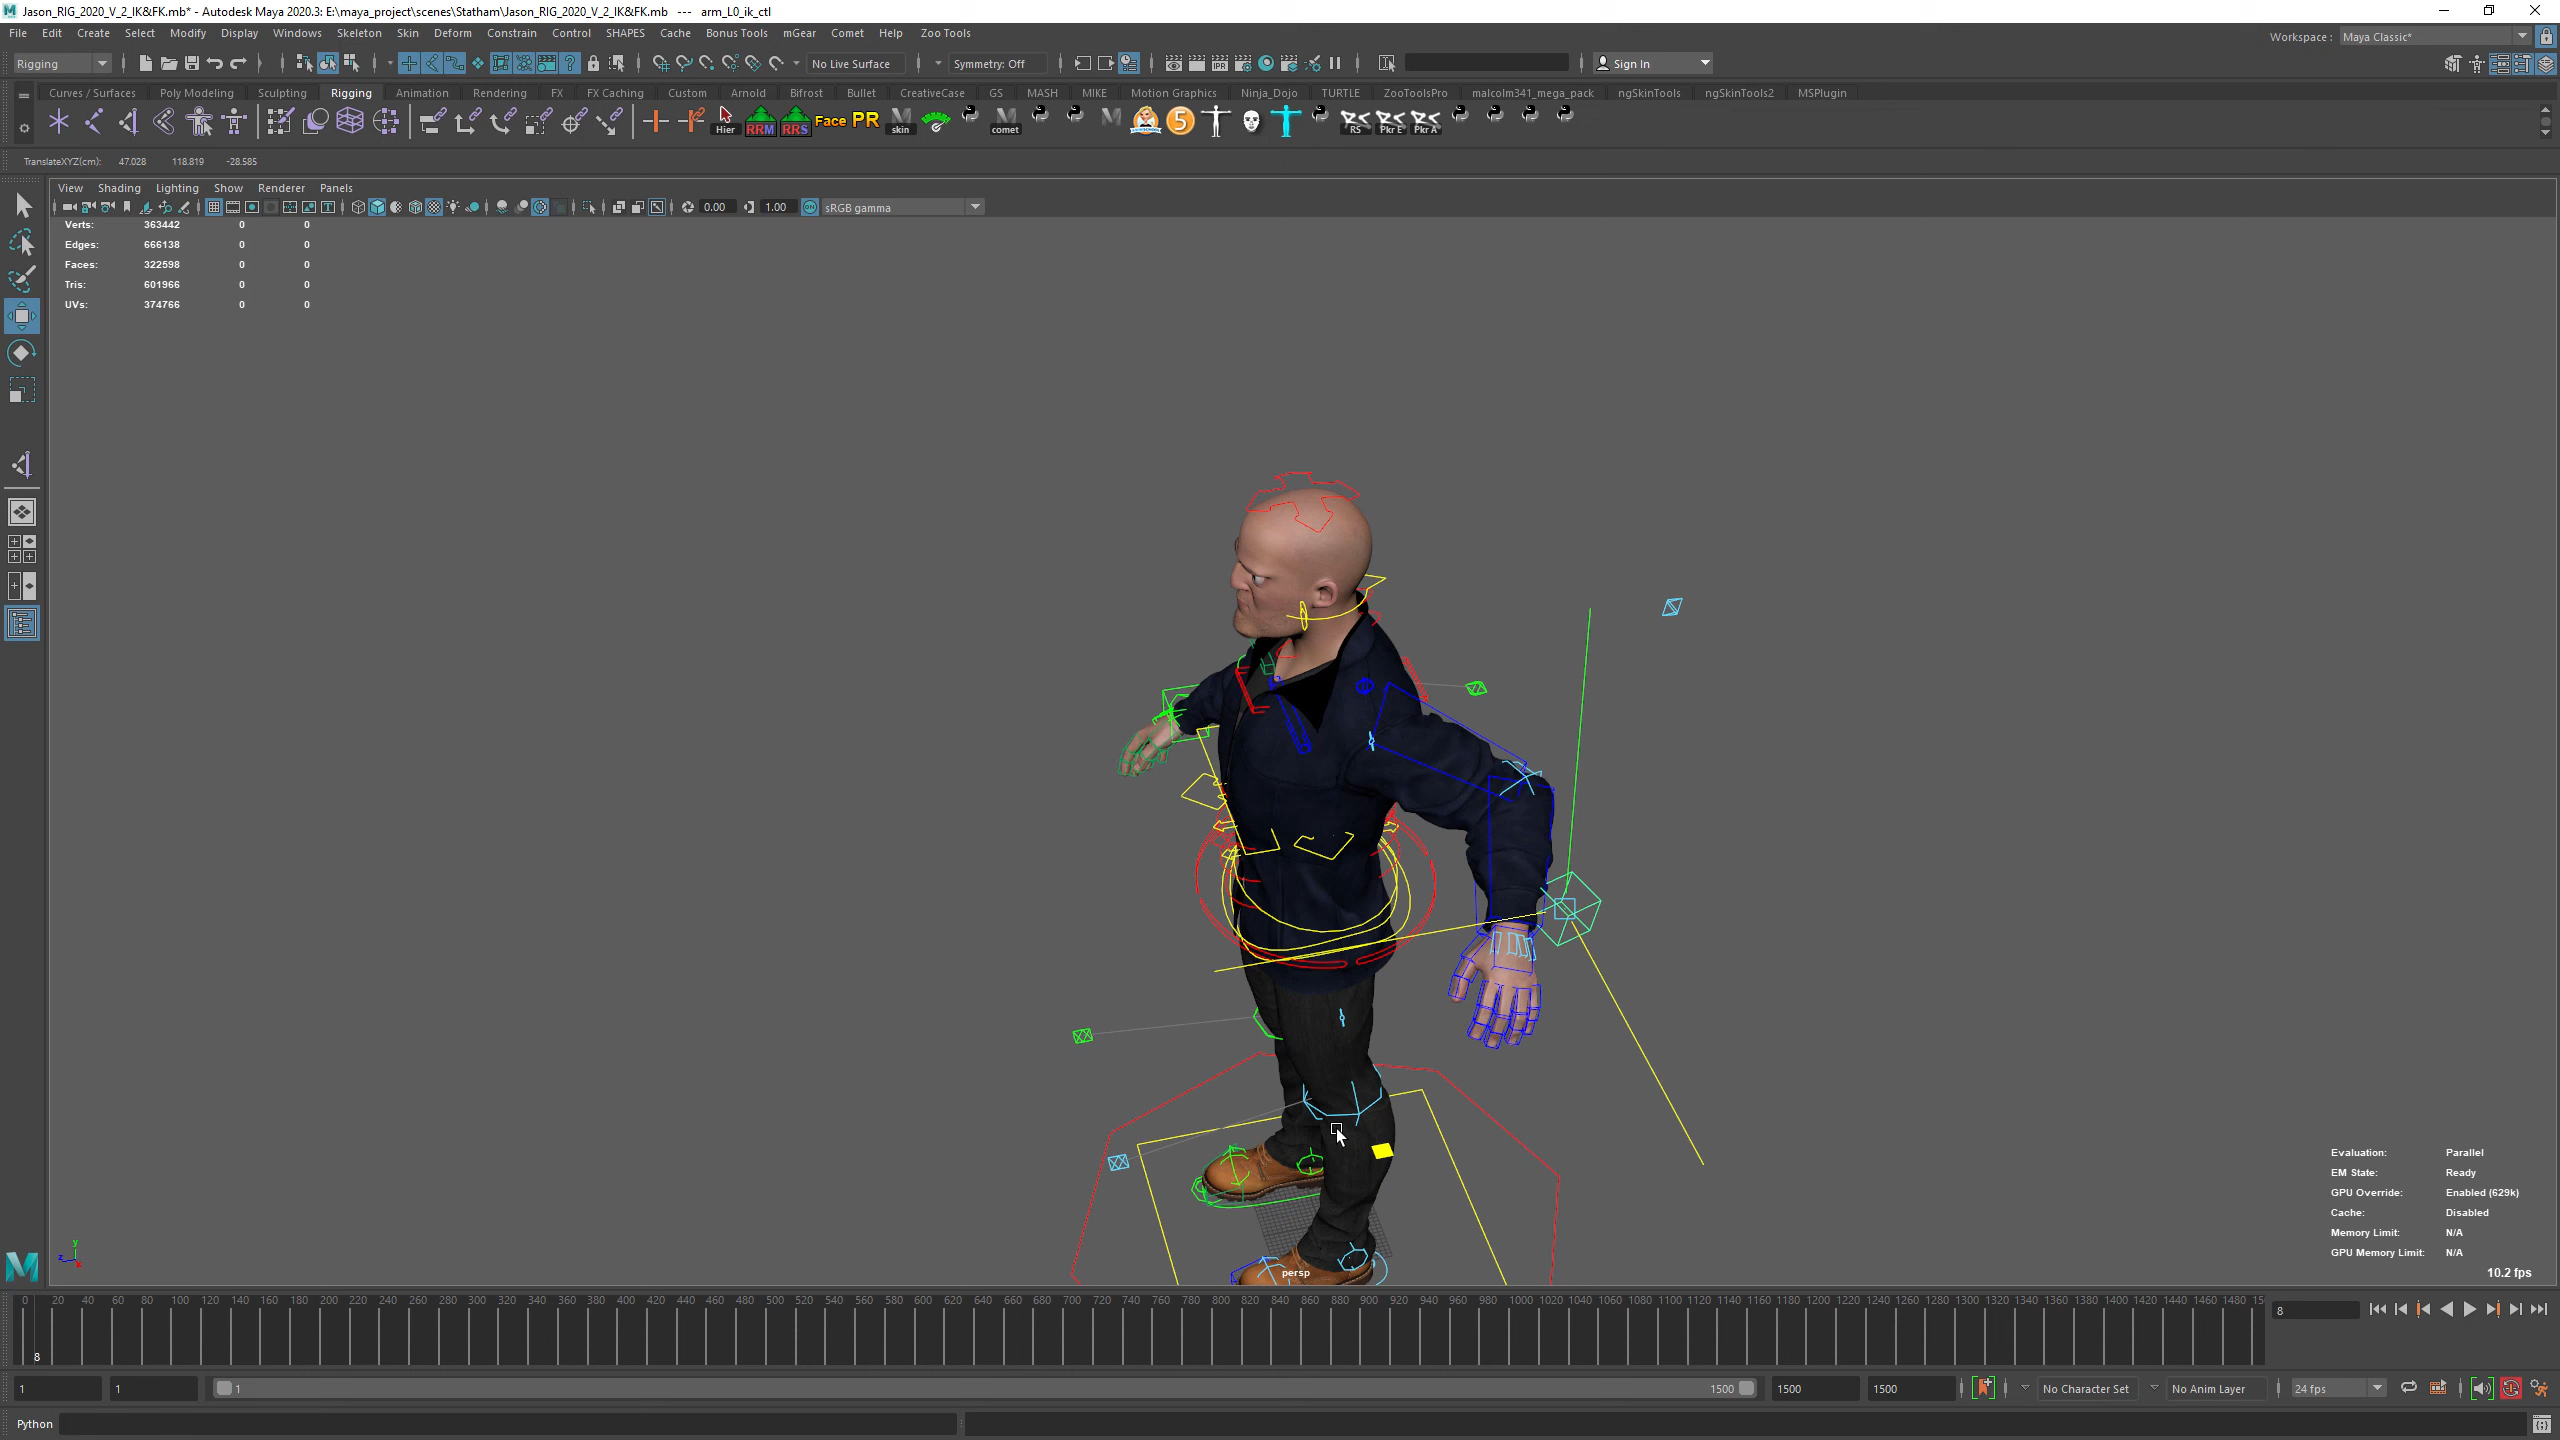 Jason_RIG_2020_V_2_IK&FK.mb* - Autodesk Maya 2020.3: E:\maya_project\scenes\Statham\Jason_RIG_2020_V_2_IK&FK.mb --- arm_L0_ik_ctl
File Edit Create Select Modify Display Windows Skeleton Skin Deform Constrain Control SHAPES Cache Bonus Tools mGear Comet Help Zoo Tools
Workspace : Maya Classic*
Rigging No Live Surface Symmetry: Off Sign In
Curves / Surfaces Poly Modeling Sculpting Rigging Animation Rendering FX FX Caching Custom Arnold Bifrost Bullet CreativeCase GS MASH MIKE Motion Graphics Ninja_Dojo TURTLE ZooToolsPro malcolm341_mega_pack ngSkinTools ngSkinTools2 MSPlugin
Hier RRM RRS Face PR skin comet 5 RS Pkr E Pkr A
TranslateXYZ(cm): 47.028 118.819 -28.585
View Shading Lighting Show Renderer Panels
0.00 1.00 ON sRGB gamma
Verts: 363442 0 0
Edges: 666138 0 0
Faces: 322598 0 0
Tris: 601966 0 0
UVs: 374766 0 0
Evaluation: Parallel
EM State: Ready
GPU Override: Enabled (629k)
Cache: Disabled
Memory Limit: N/A
GPU Memory Limit: N/A
10.2 fps
persp
y
z
x
0 20 40 60 80 100 120 140 160 180 200 220 240 260 280 300 320 340 360 380 400 420 440 460 480 500 520 540 560 580 600 620 640 660 680 700 720 740 760 780 800 820 840 860 880 900 920 940 960 980 1000 1020 1040 1060 1080 1100 1120 1140 1160 1180 1200 1220 1240 1260 1280 1300 1320 1340 1360 1380 1400 1420 1440 1460 1480
8
8
1 1 1 1500 1500 1500 No Character Set No Anim Layer 24 fps
Python